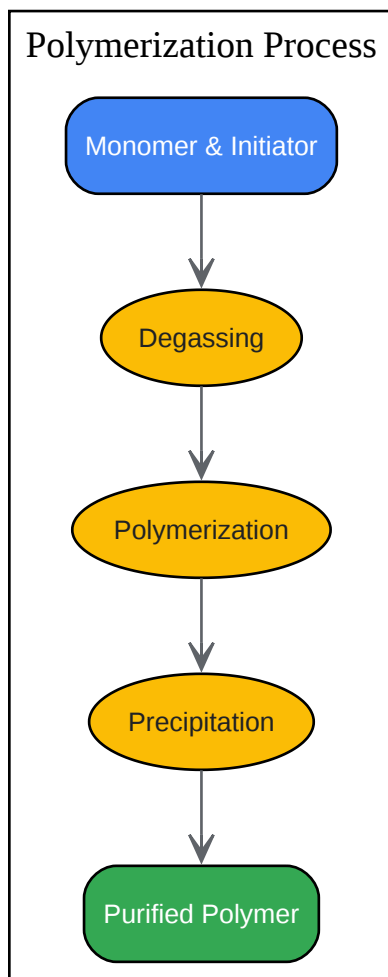 Polymerization Process
Monomer & Initiator
Degassing
Polymerization
Precipitation
Purified Polymer